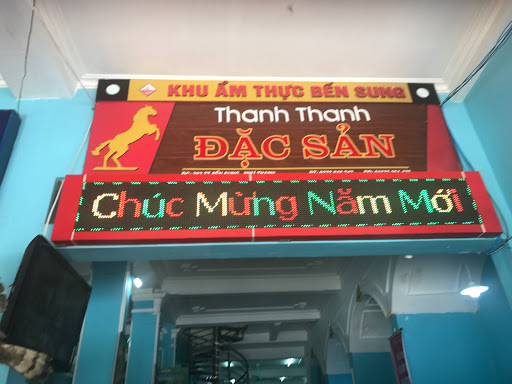 KHU ẨM THỰC BẾN SUNG
Thanh Thanh
ĐẶC SẢN
Chúc Mừng Năm Mới